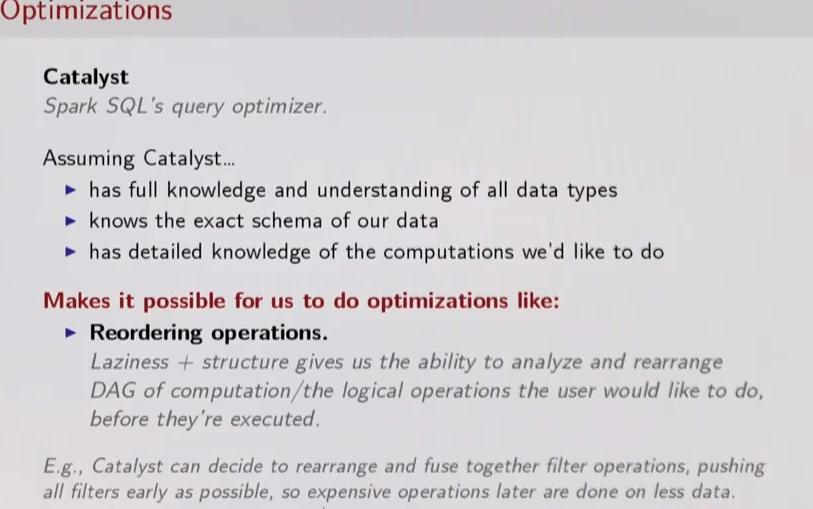 Optimizations
Catalyst
Spark SQL's query optimizer.
Assuming Catalyst...
▶ has full knowledge and understanding of all data types
▶ knows the exact schema of our data
▶ has detailed knowledge of the computations we'd like to do
Makes it possible for us to do optimizations like:
▶ Reordering operations.
Laziness + structure gives us the ability to analyze and rearrange
DAG of computation/the logical operations the user would like to do,
before they're executed.
E.g., Catalyst can decide to rearrange and fuse together filter operations, pushing
all filters early as possible, so expensive operations later are done on less data.